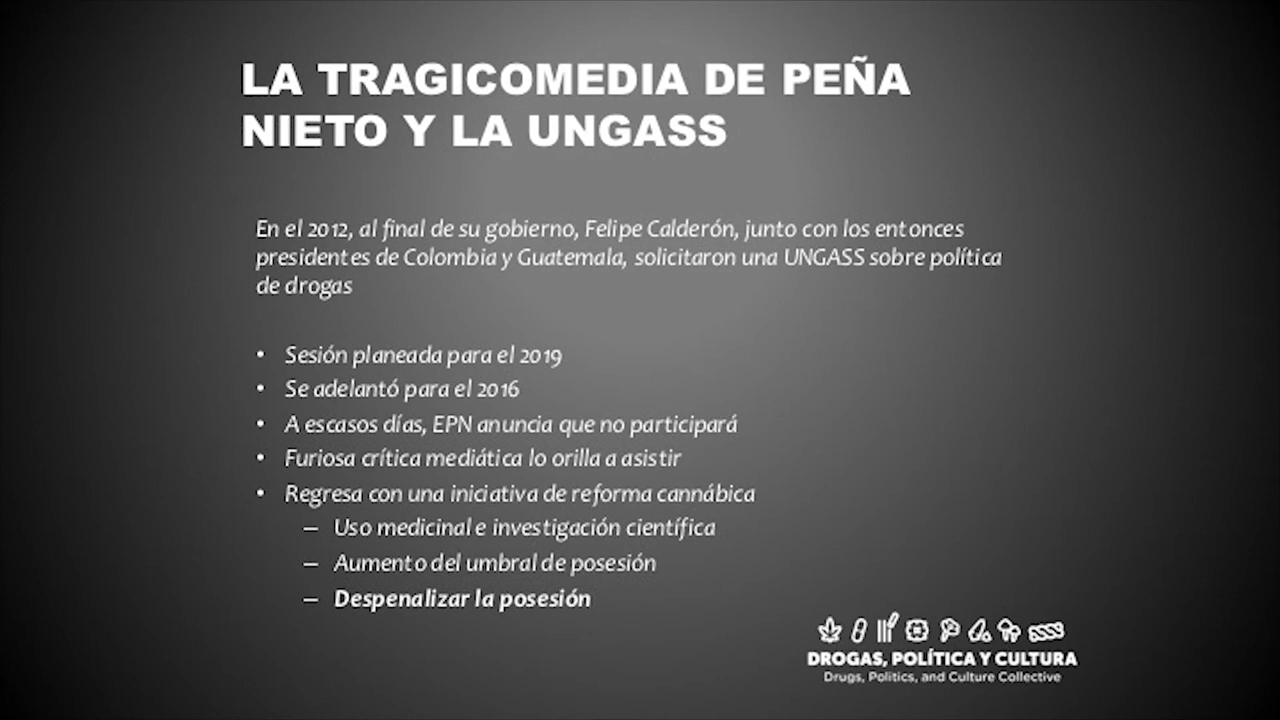 LA TRAGICOMEDIA DE PEÑA
NIETO Y LA UNGASS
En el 2012, al final de su gobierno, Felipe Calderón, junto con los entonces
presidentes de Colombia y Guatemala, solicitaron una UNGASS sobre política
de drogas
• Sesión planeada para el 2019
• Se adelantó para el 2016
• A escasos días, EPN anuncia que no participará
• Furiosa crítica mediática lo orilla a asistir
• Regresa con una iniciativa de reforma cannábica
– Uso medicinal e investigación científica
– Aumento del umbral de posesión
– Despenalizar la posesión
DROGAS, POLÍTICA Y CULTURA
Drugs, Politics, and Culture Collective